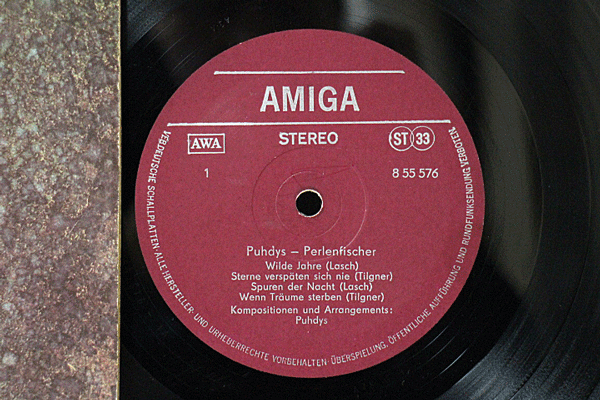 AMIGA
STEREO
AWA
ST 33
1
8 55 576
Puhdys – Perlenfischer
Wilde Jahre (Lasch)
Sterne verspäten sich nie (Tilgner)
Spuren der Nacht (Lasch)
Wenn Träume sterben (Tilgner)
Kompositionen und Arrangements:
Puhdys
VEB DEUTSCHE SCHALLPLATTEN · ALLE HERSTELLER- UND URHEBERRECHTE VORBEHALTEN · ÜBERSPIELUNG, ÖFFENTLICHE AUFFÜHRUNG UND RUNDFUNKSENDUNG VERBOTEN